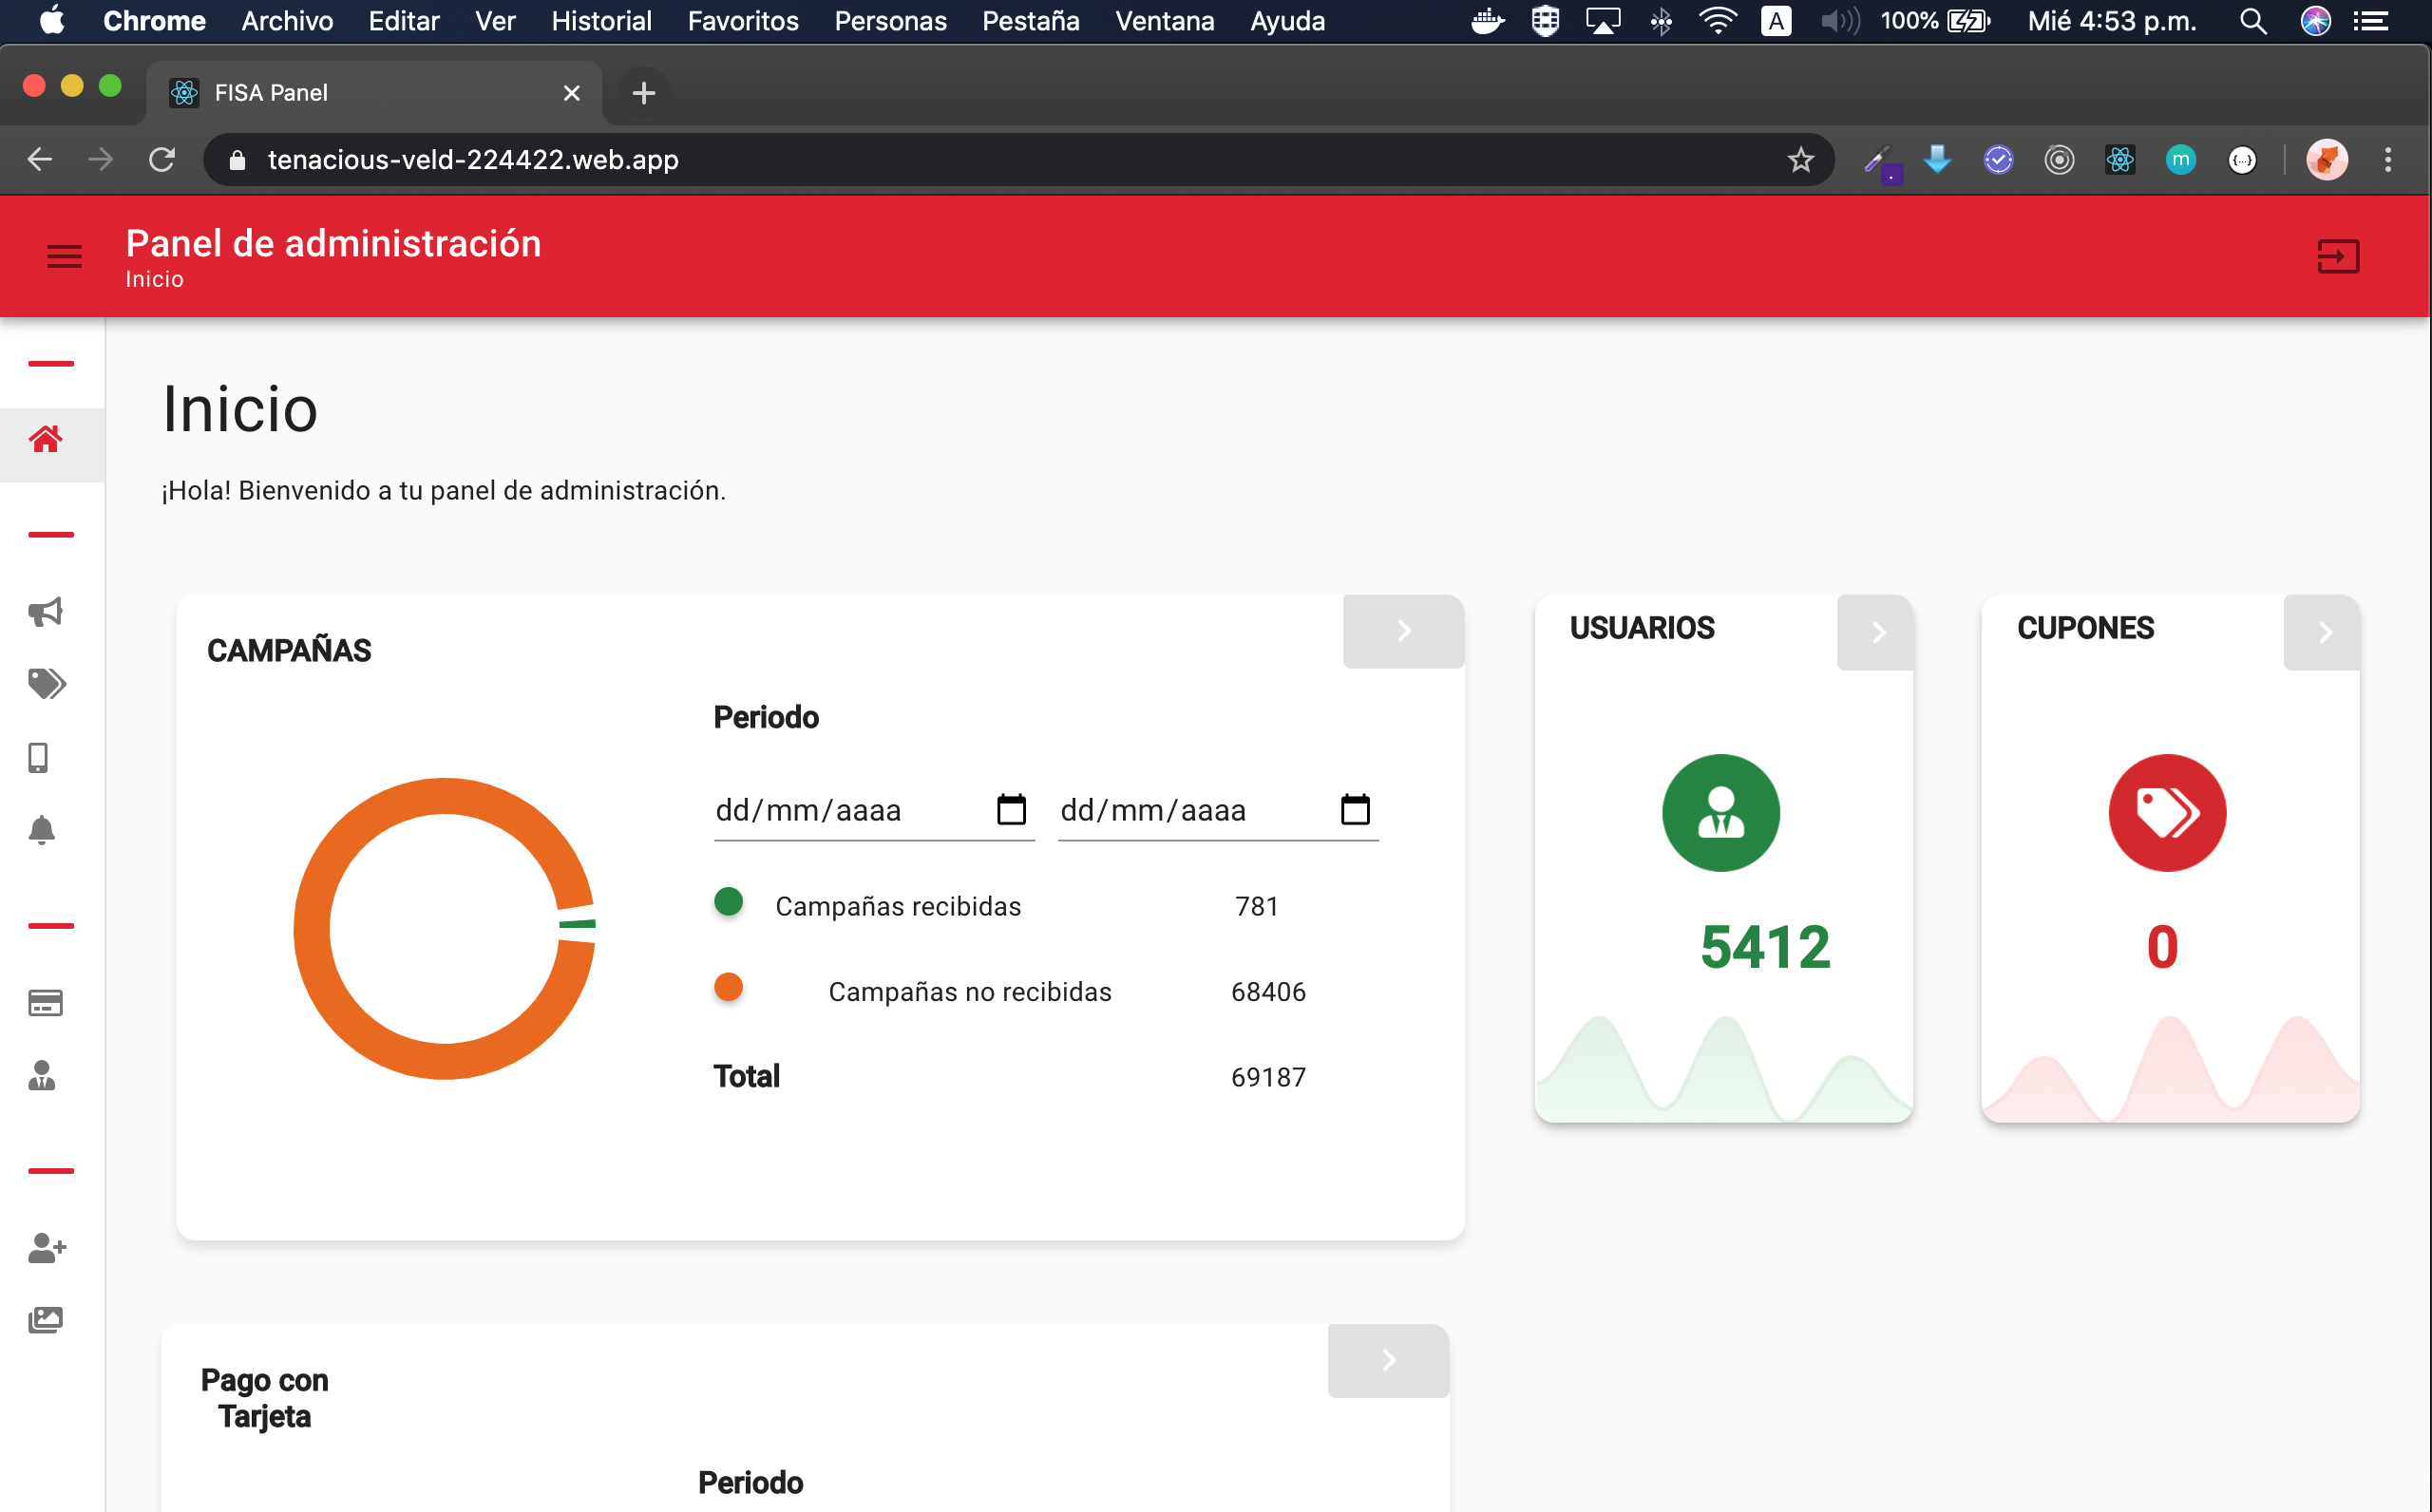 Chrome Archivo Editar Ver Historial Favoritos Personas Pestaña Ventana Ayuda A 100% Mié 4:53 p.m.
FISA Panel
tenacious-veld-224422.web.app
m
{...}
Panel de administración
Inicio
Inicio
¡Hola! Bienvenido a tu panel de administración.
CAMPAÑAS
Periodo
dd/mm/aaaa dd/mm/aaaa
Campañas recibidas 781
Campañas no recibidas 68406
Total 69187
USUARIOS
5412
CUPONES
0
Pago con
Tarjeta
Periodo